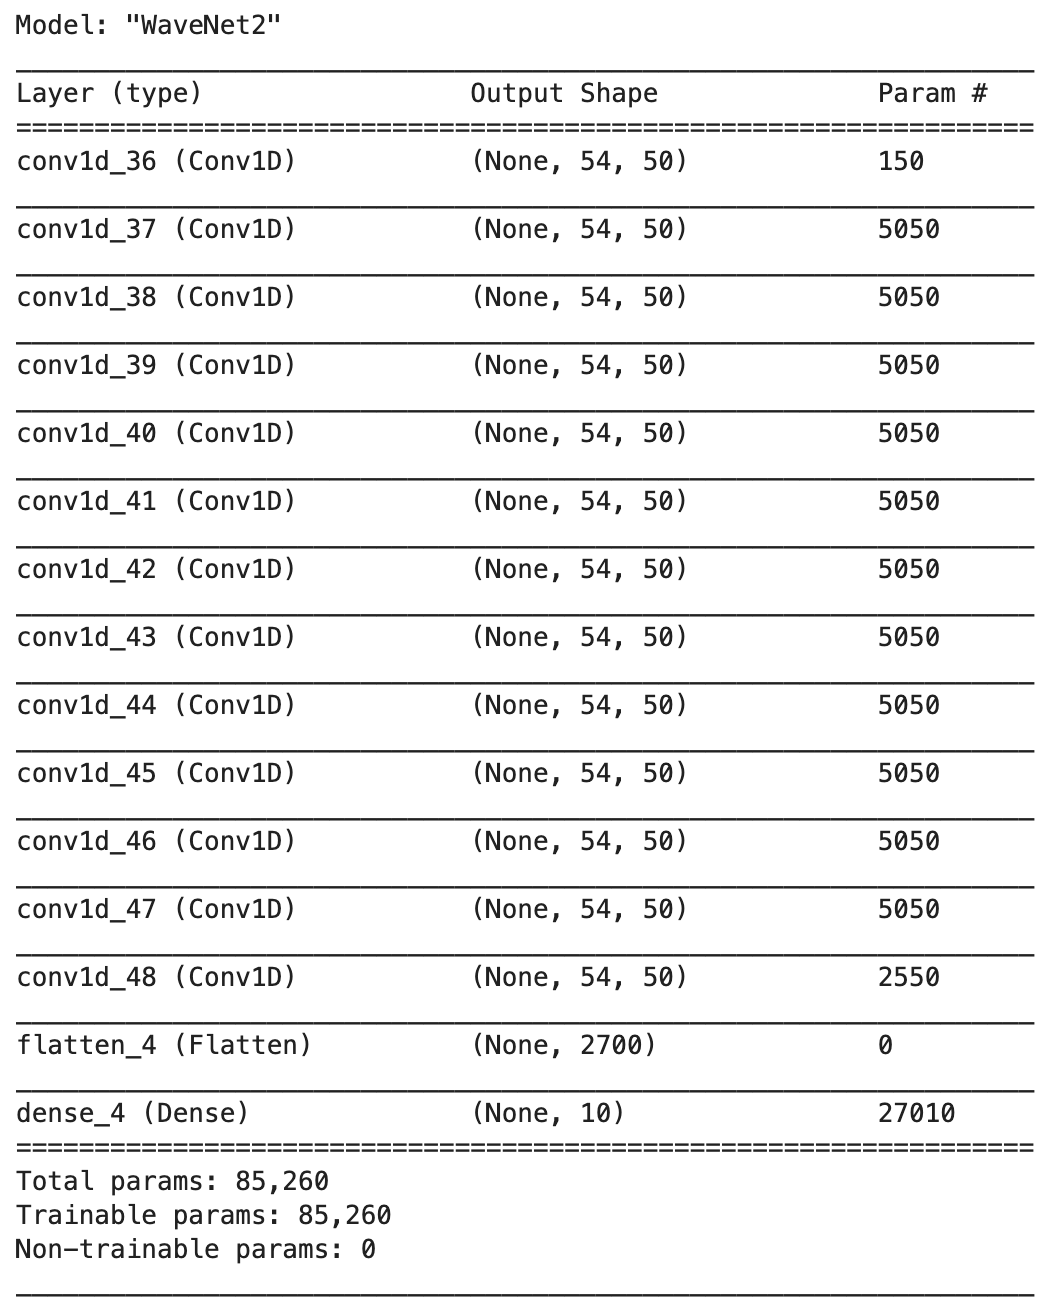 Model: "WaveNet2"
Layer (type) Output Shape Param #
conv1d_36 (Conv1D) (None, 54, 50) 150
conv1d_37 (Conv1D) (None, 54, 50) 5050
conv1d_38 (Conv1D) (None, 54, 50) 5050
conv1d_39 (Conv1D) (None, 54, 50) 5050
conv1d_40 (Conv1D) (None, 54, 50) 5050
conv1d_41 (Conv1D) (None, 54, 50) 5050
conv1d_42 (Conv1D) (None, 54, 50) 5050
conv1d_43 (Conv1D) (None, 54, 50) 5050
conv1d_44 (Conv1D) (None, 54, 50) 5050
conv1d_45 (Conv1D) (None, 54, 50) 5050
conv1d_46 (Conv1D) (None, 54, 50) 5050
conv1d_47 (Conv1D) (None, 54, 50) 5050
conv1d_48 (Conv1D) (None, 54, 50) 2550
flatten_4 (Flatten) (None, 2700) 0
dense_4 (Dense) (None, 10) 27010
Total params: 85,260
Trainable params: 85,260
Non-trainable params: 0